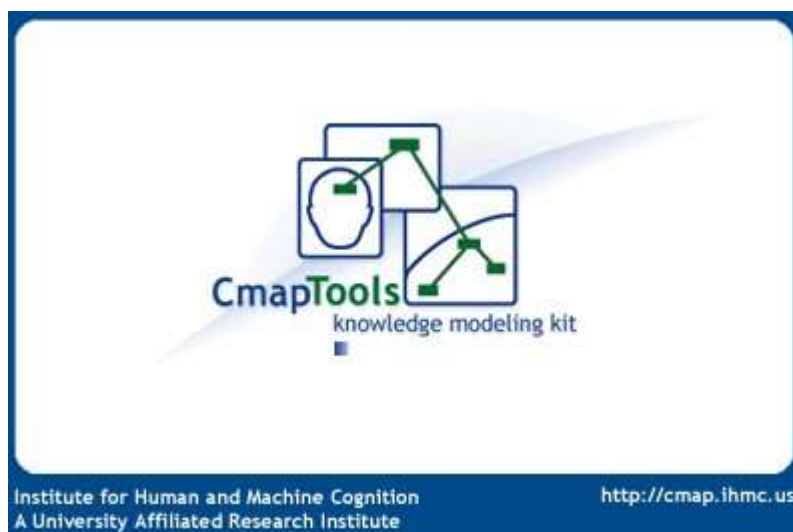 CmapTools
knowledge modeling kit
Institute for Human and Machine Cognition
http://cmap.ihmc.us
A University Affiliated Research Institute